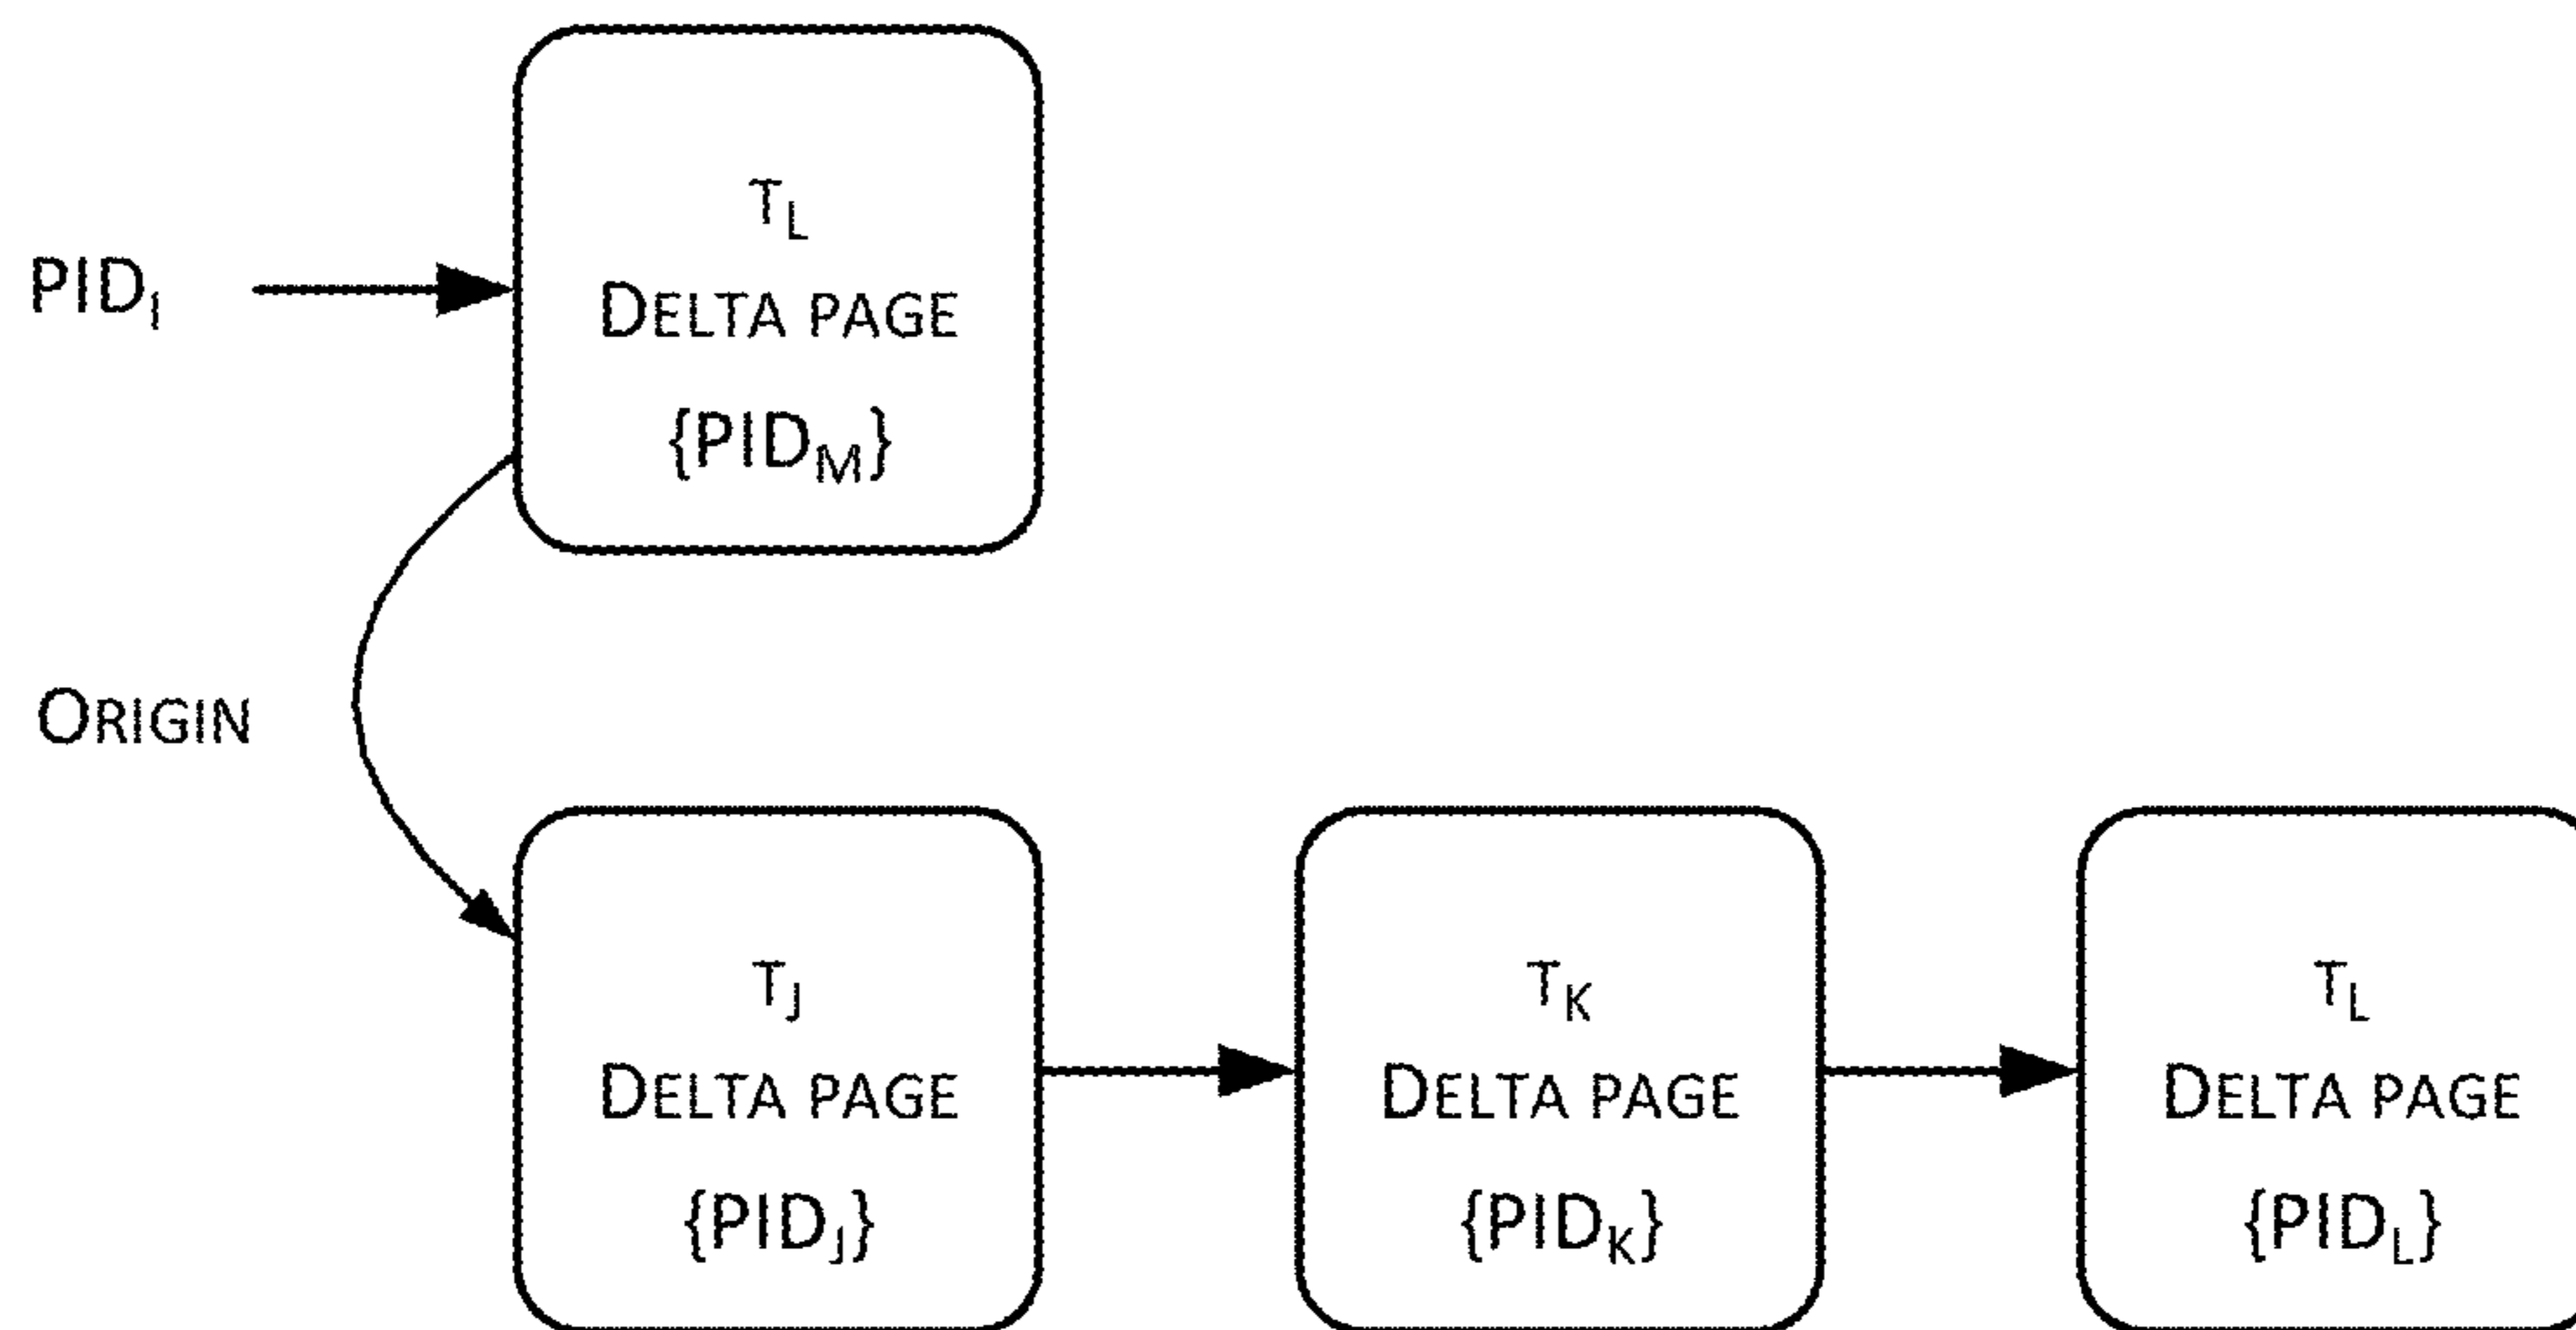 T_L
PID_I
DELTA PAGE
{PID_M}
ORIGIN
T_J
DELTA PAGE
{PID_J}
T_K
DELTA PAGE
{PID_K}
T_L
DELTA PAGE
{PID_L}